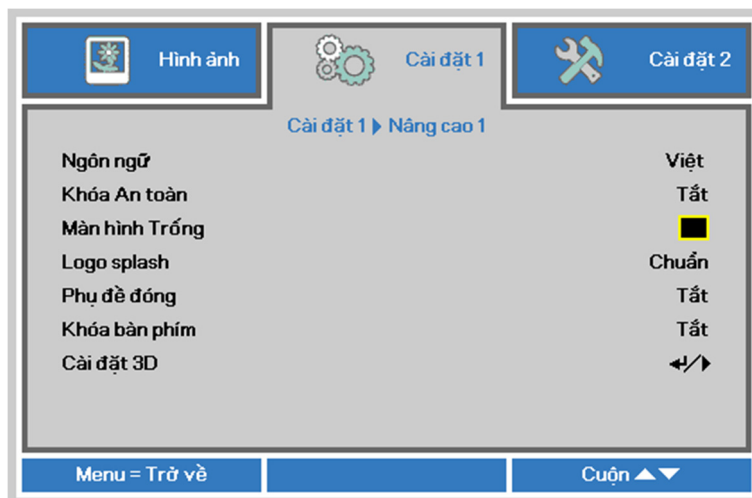 Hình ảnh
Cài đặt 1
Cài đặt 2
Cài đặt 1 ▶ Nâng cao 1
Ngôn ngữ Việt
Khóa An toàn Tắt
Màn hình Trống
Logo splash Chuẩn
Phụ đề đóng Tắt
Khóa bàn phím Tắt
Cài đặt 3D ↵/▶
Menu = Trở về
Cuộn ▲▼